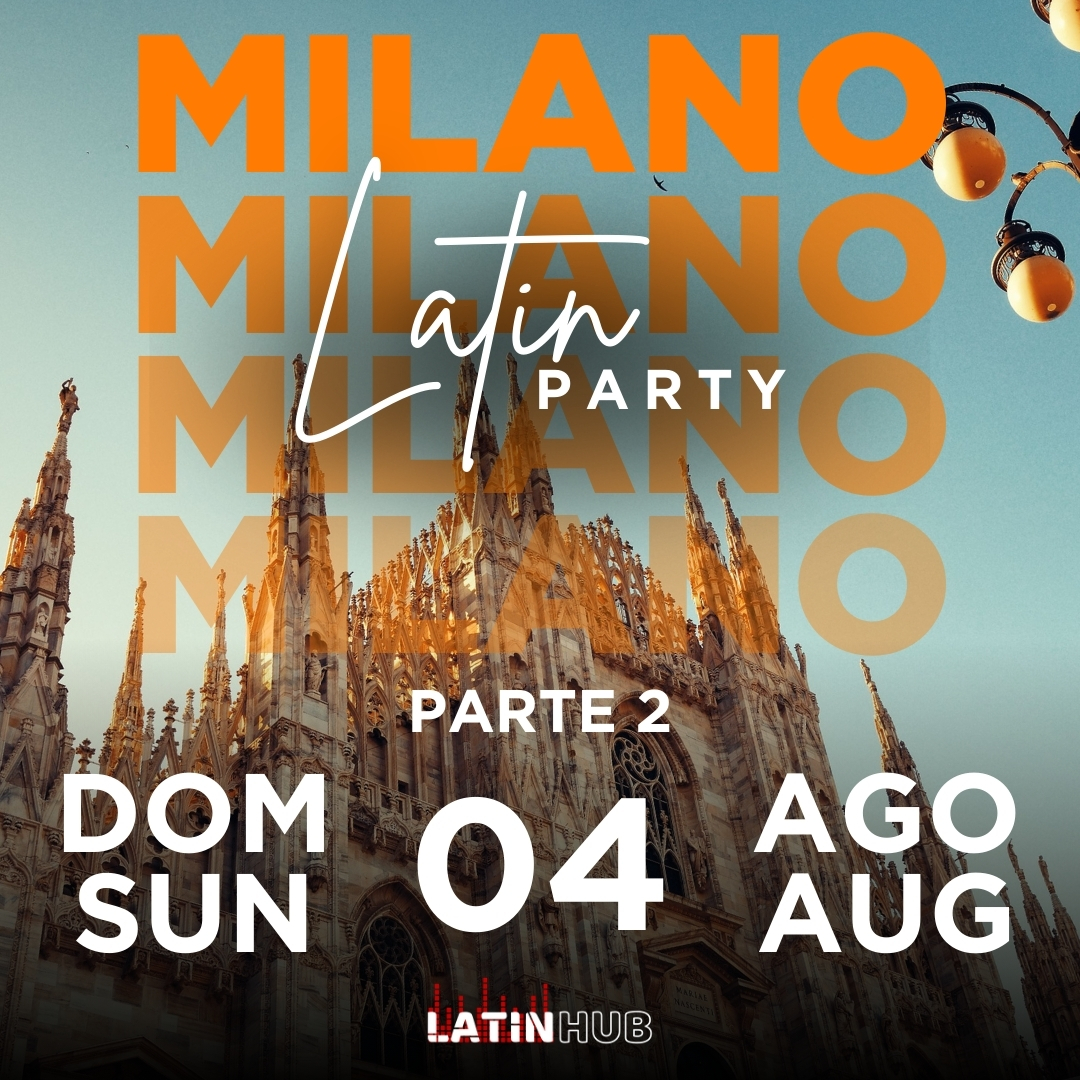 MILANO
MILANO
Latin
PARTY
MILANO
MILANO
PARTE 2
DOM 04 AGO
SUN AUG
LATINHUB